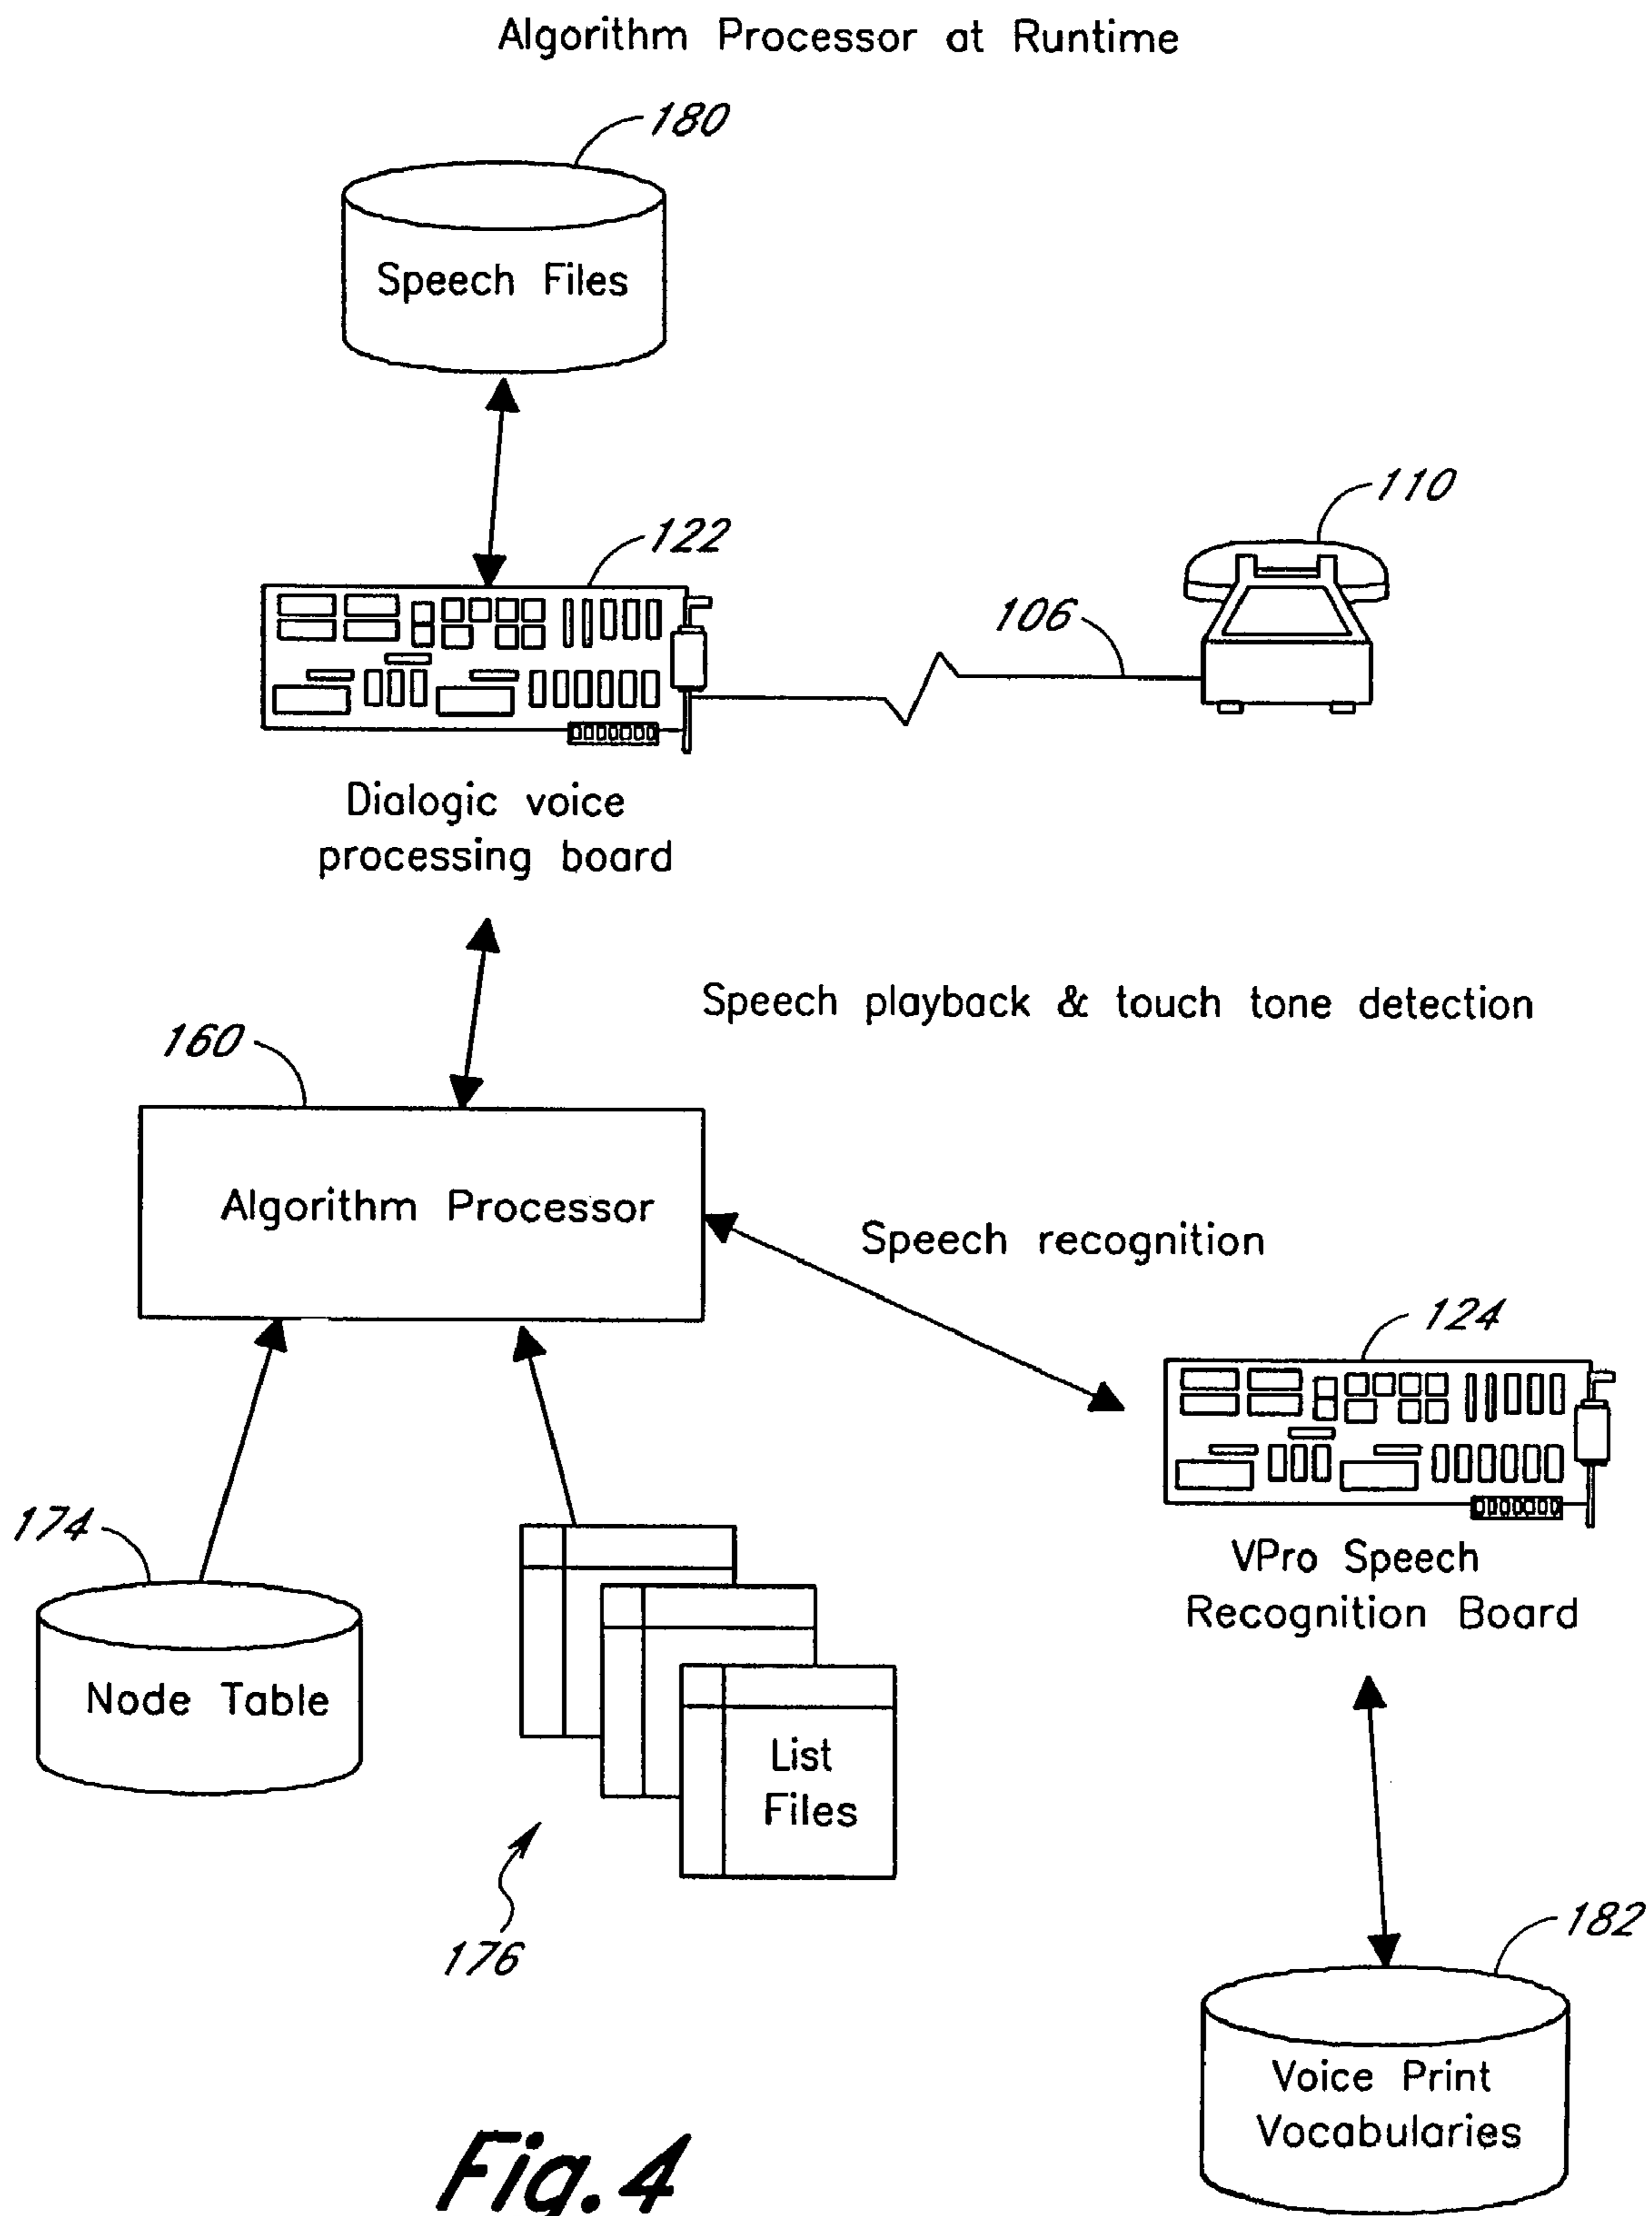 Algorithm Processor at Runtime
180
Speech Files
110
122
106
Dialogic voice
processing board
Speech playback & touch tone detection
160
Algorithm Processor
Speech recognition
124
VPro Speech
Recognition Board
174
Node Table
List
Files
176
182
Voice Print
Vocabularies
Fig. 4